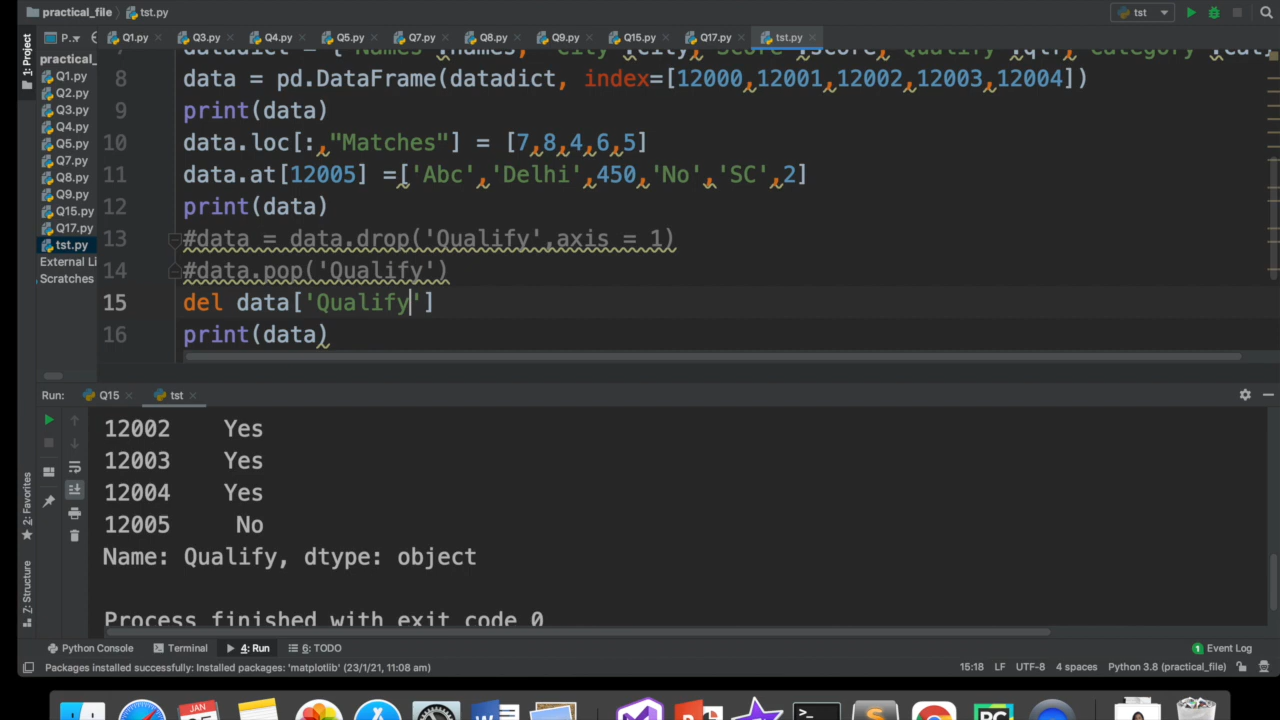 practical_file tst.py
tst
1: Project
P... Q1.py Q3.py Q4.py Q5.py Q7.py Q8.py Q9.py Q15.py Q17.py tst.py
practical_
Q1.py
Q2.py
Q3.py
Q4.py
Q5.py
Q7.py
Q8.py
Q9.py
Q15.py
Q17.py
tst.py
External Li
Scratches
8 data = pd.DataFrame(datadict, index=[12000,12001,12002,12003,12004])
9 print(data)
10 data.loc[:,"Matches"] = [7,8,4,6,5]
11 data.at[12005] =['Abc','Delhi',450,'No','SC',2]
12 print(data)
13 #data = data.drop('Qualify',axis = 1)
14 #data.pop('Qualify')
15 del data['Qualify']
16 print(data)
Run: Q15 tst
12002 Yes
12003 Yes
12004 Yes
12005 No
Name: Qualify, dtype: object
Process finished with exit code 0
2: Favorites
Z: Structure
Python Console Terminal 4: Run 6: TODO 1 Event Log
Packages installed successfully: Installed packages: 'matplotlib' (23/1/21, 11:08 am) 15:18 LF UTF-8 4 spaces Python 3.8 (practical_file)
JAN
PC